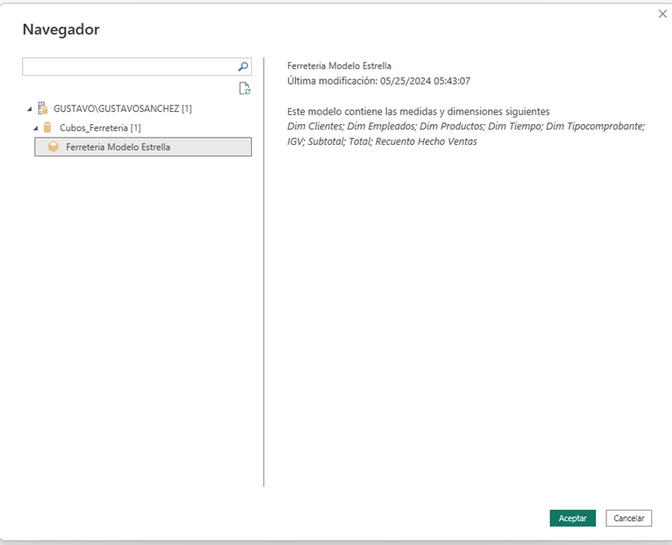 Navegador
GUSTAVO\GUSTAVOSANCHEZ [1]
Cubos_Ferreteria [1]
Ferreteria Modelo Estrella
Ferreteria Modelo Estrella
Última modificación: 05/25/2024 05:43:07
Este modelo contiene las medidas y dimensiones siguientes
Dim Clientes; Dim Empleados; Dim Productos; Dim Tiempo; Dim Tipocomprobante;
IGV; Subtotal; Total; Recuento Hecho Ventas
Aceptar
Cancelar